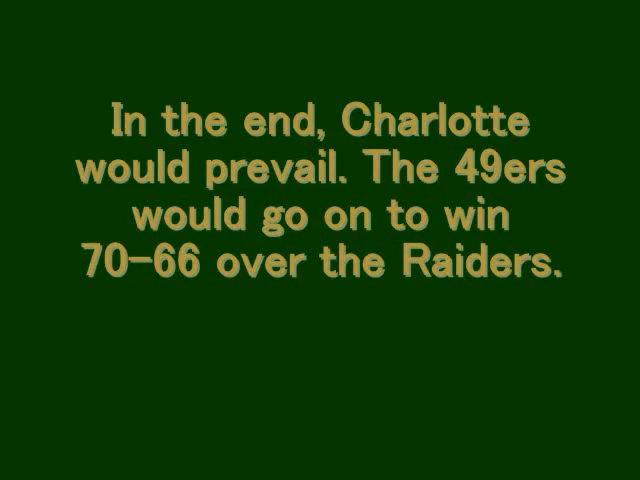 In the end, Charlotte
would prevail. The 49ers
would go on to win
70-66 over the Raiders.